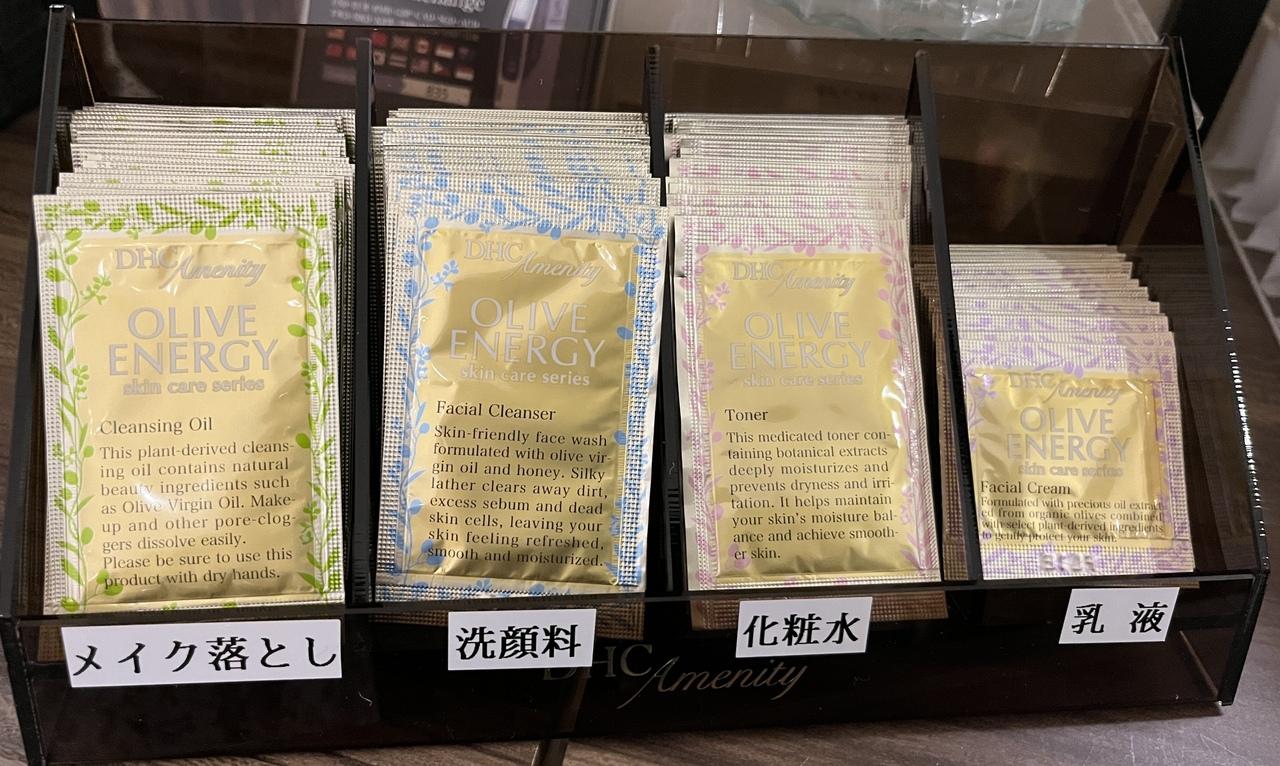 change
DHC Amenity
OLIVE
ENERGY
skin care series
Cleansing Oil
This plant-derived cleans-
ing oil contains natural
beauty ingredients such
as Olive Virgin Oil. Make-
up and other pore-clog-
gers dissolve easily.
Please be sure to use this
product with dry hands.
DHC Amenity
OLIVE
ENERGY
skin care series
Facial Cleanser
Skin-friendly face wash
formulated with olive vir-
gin oil and honey. Silky
lather clears away dirt,
excess sebum and dead
skin cells, leaving your
skin feeling refreshed,
smooth and moisturized.
DHC Amenity
OLIVE
ENERGY
skin care series
Toner
This medicated toner con-
taining botanical extracts
deeply moisturizes and
prevents dryness and irri-
tation. It helps maintain
your skin's moisture bal-
ance and achieve smooth-
er skin.
DHC Amenity
OLIVE
ENERGY
skin care series
Facial Cream
Formulated with precious oil extract-
ed from organic olives combined
with select plant-derived ingredients
to gently protect your skin.
メイク落とし
洗顔料
化粧水
乳 液
DHC Amenity